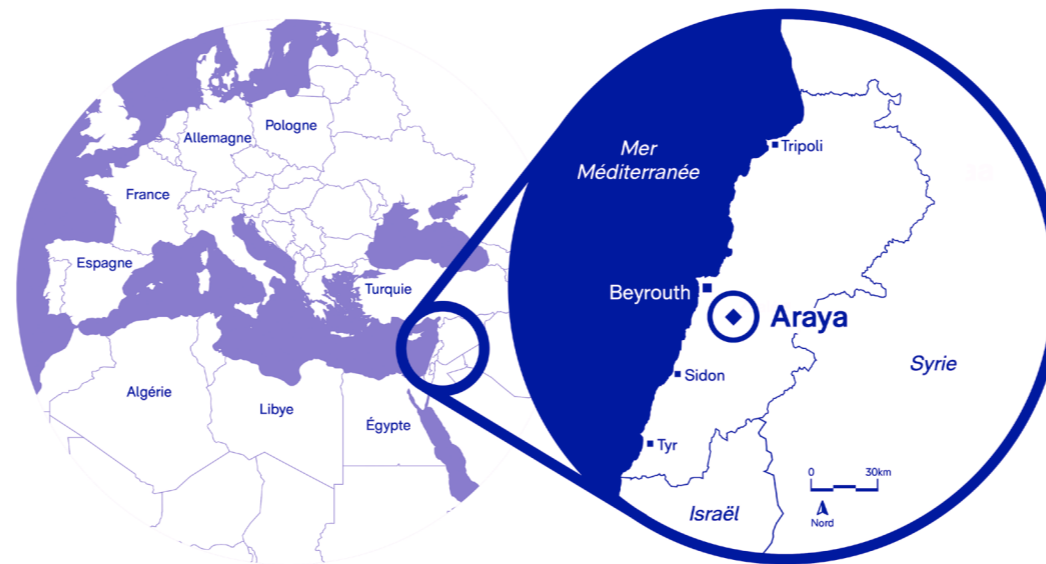 Pologne
Allemagne
France
Espagne
Turquie
Algérie
Libye
Égypte
Mer
Méditerranée
Tripoli
Beyrouth
Araya
Syrie
Sidon
Tyr
Israël
0 30km
Nord